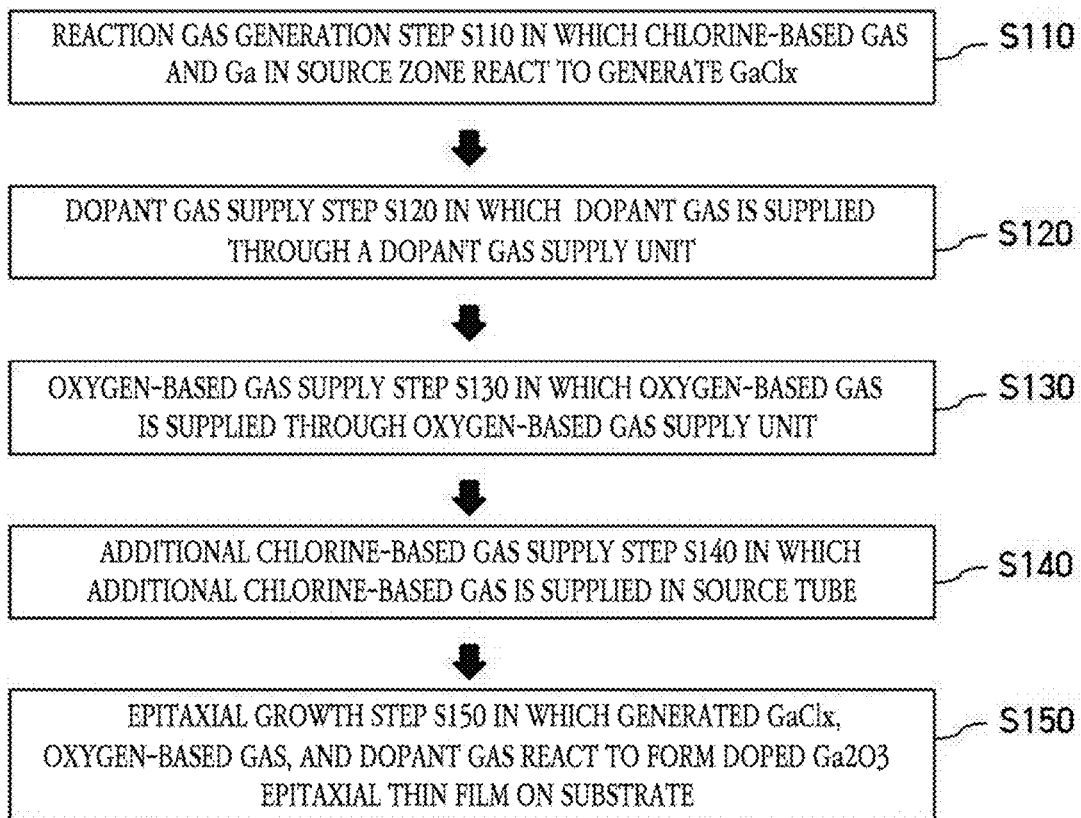 REACTION GAS GENERATION STEP S110 IN WHICH CHLORINE-BASED GAS
AND Ga IN SOURCE ZONE REACT TO GENERATE GaClx
S110
DOPANT GAS SUPPLY STEP S120 IN WHICH DOPANT GAS IS SUPPLIED
THROUGH A DOPANT GAS SUPPLY UNIT
S120
OXYGEN-BASED GAS SUPPLY STEP S130 IN WHICH OXYGEN-BASED GAS
IS SUPPLIED THROUGH OXYGEN-BASED GAS SUPPLY UNIT
S130
ADDITIONAL CHLORINE-BASED GAS SUPPLY STEP S140 IN WHICH
ADDITIONAL CHLORINE-BASED GAS IS SUPPLIED IN SOURCE TUBE
S140
EPITAXIAL GROWTH STEP S150 IN WHICH GENERATED GaClx,
OXYGEN-BASED GAS, AND DOPANT GAS REACT TO FORM DOPED Ga2O3
EPITAXIAL THIN FILM ON SUBSTRATE
S150